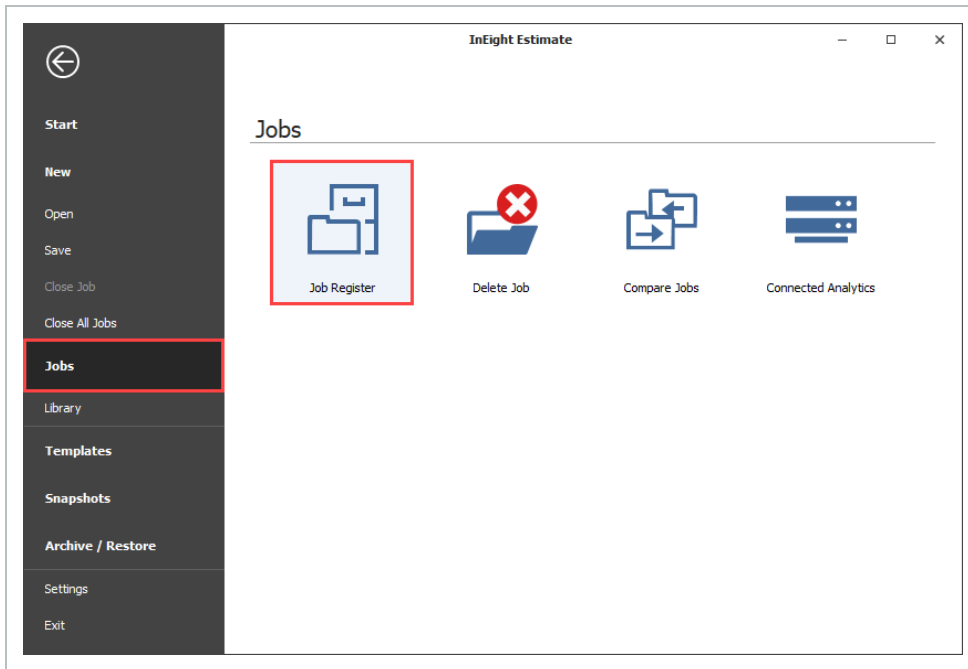 InEight Estimate
Start
New
Open
Save
Close Job
Close All Jobs
Jobs
Library
Templates
Snapshots
Archive / Restore
Settings
Exit
Jobs
Job Register
Delete Job
Compare Jobs
Connected Analytics